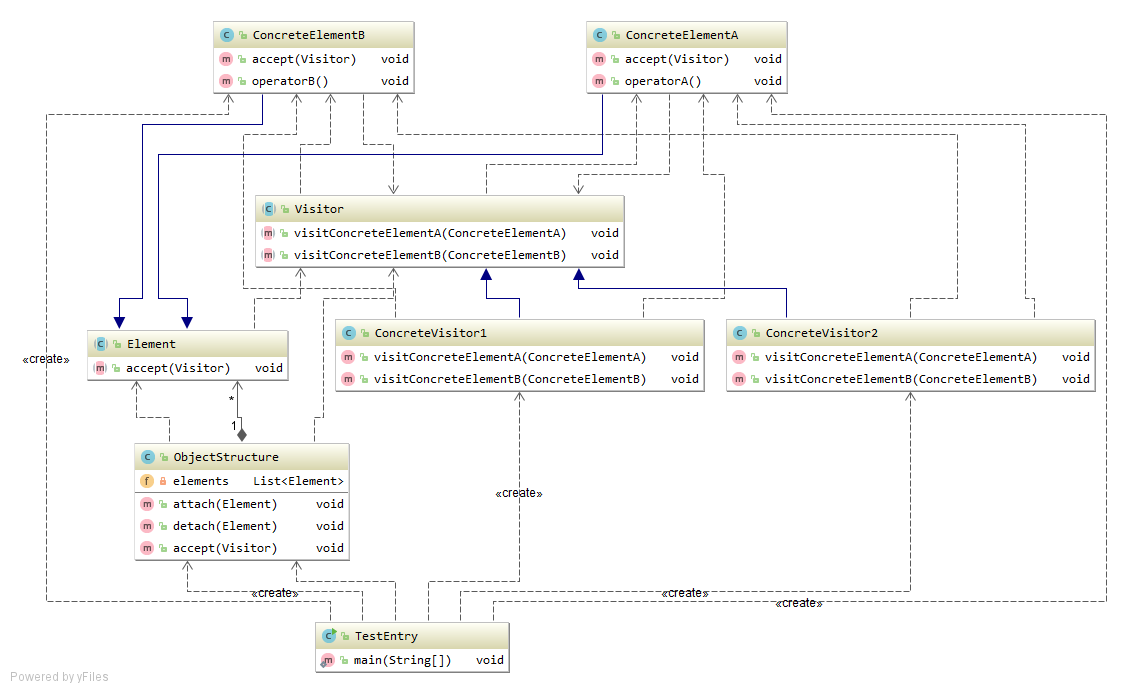 ConcreteElementB
accept(Visitor) void
operatorB() void
ConcreteElementA
accept(Visitor) void
operatorA() void
Visitor
visitConcreteElementA(ConcreteElementA) void
visitConcreteElementB(ConcreteElementB) void
Element
accept(Visitor) void
ConcreteVisitor1
visitConcreteElementA(ConcreteElementA) void
visitConcreteElementB(ConcreteElementB) void
ConcreteVisitor2
visitConcreteElementA(ConcreteElementA) void
visitConcreteElementB(ConcreteElementB) void
«create»
*
1
ObjectStructure
elements List<Element>
attach(Element) void
detach(Element) void
accept(Visitor) void
«create»
«create»
«create»
«create»
TestEntry
main(String[]) void
Powered by yFiles